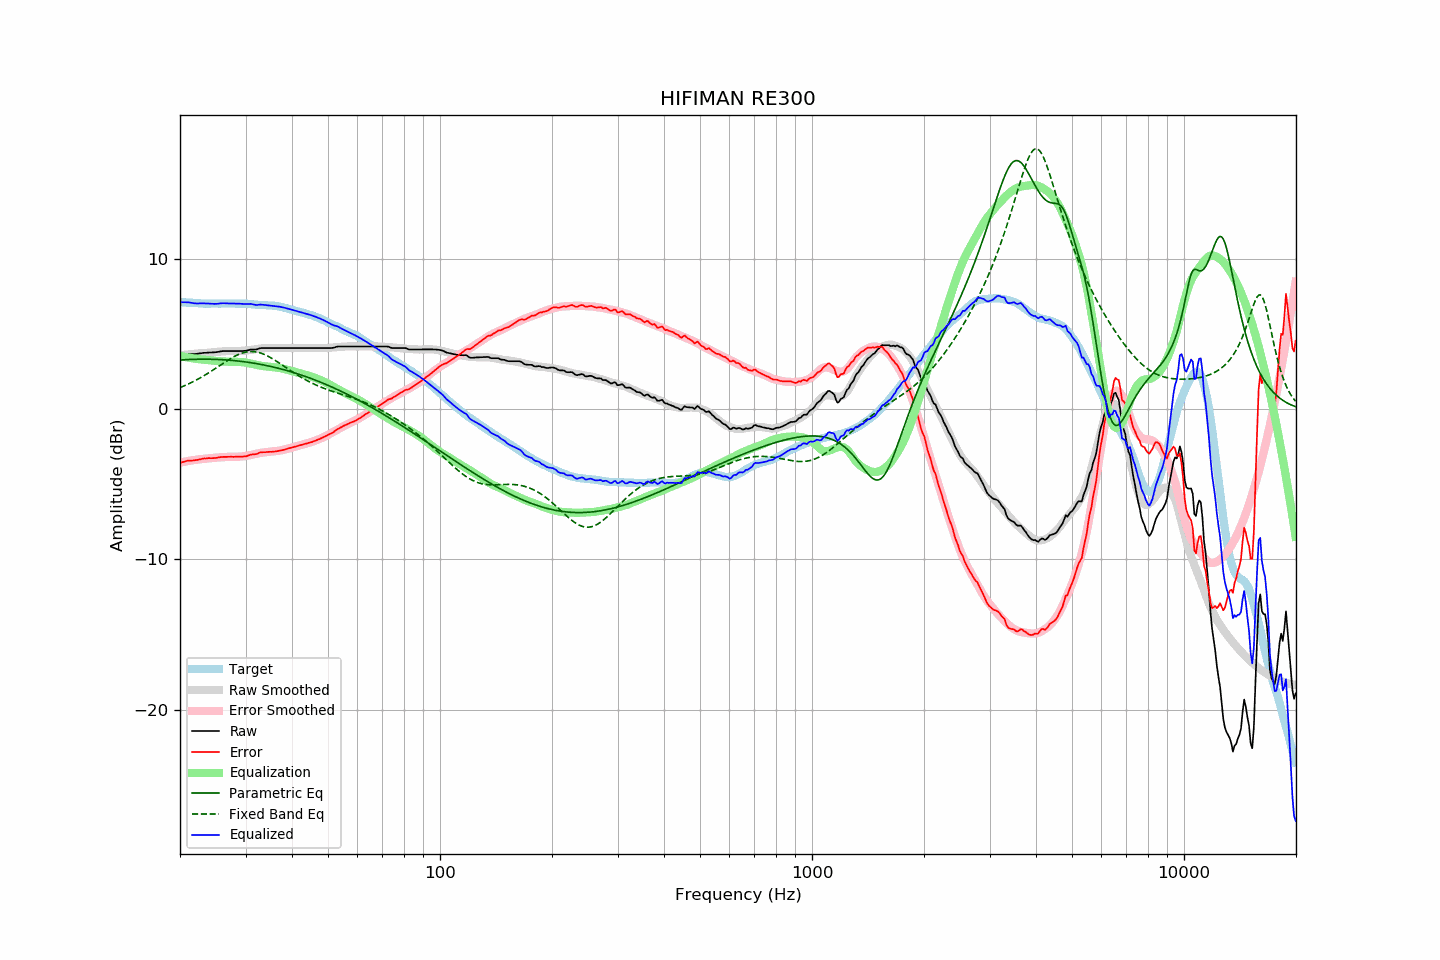 HIFIMAN RE300
Amplitude (dBr)
10
0
−10
−20
Target
Raw Smoothed
Error Smoothed
Raw
Error
Equalization
Parametric Eq
Fixed Band Eq
Equalized
100
1000
10000
Frequency (Hz)